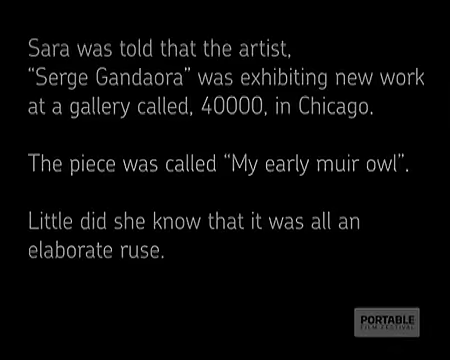 Sara was told that the artist,
“Serge Gandaora” was exhibiting new work
at a gallery called, 40000, in Chicago.
The piece was called “My early muir owl”.
Little did she know that it was all an
elaborate ruse.
PORTABLE
FILM FESTIVAL